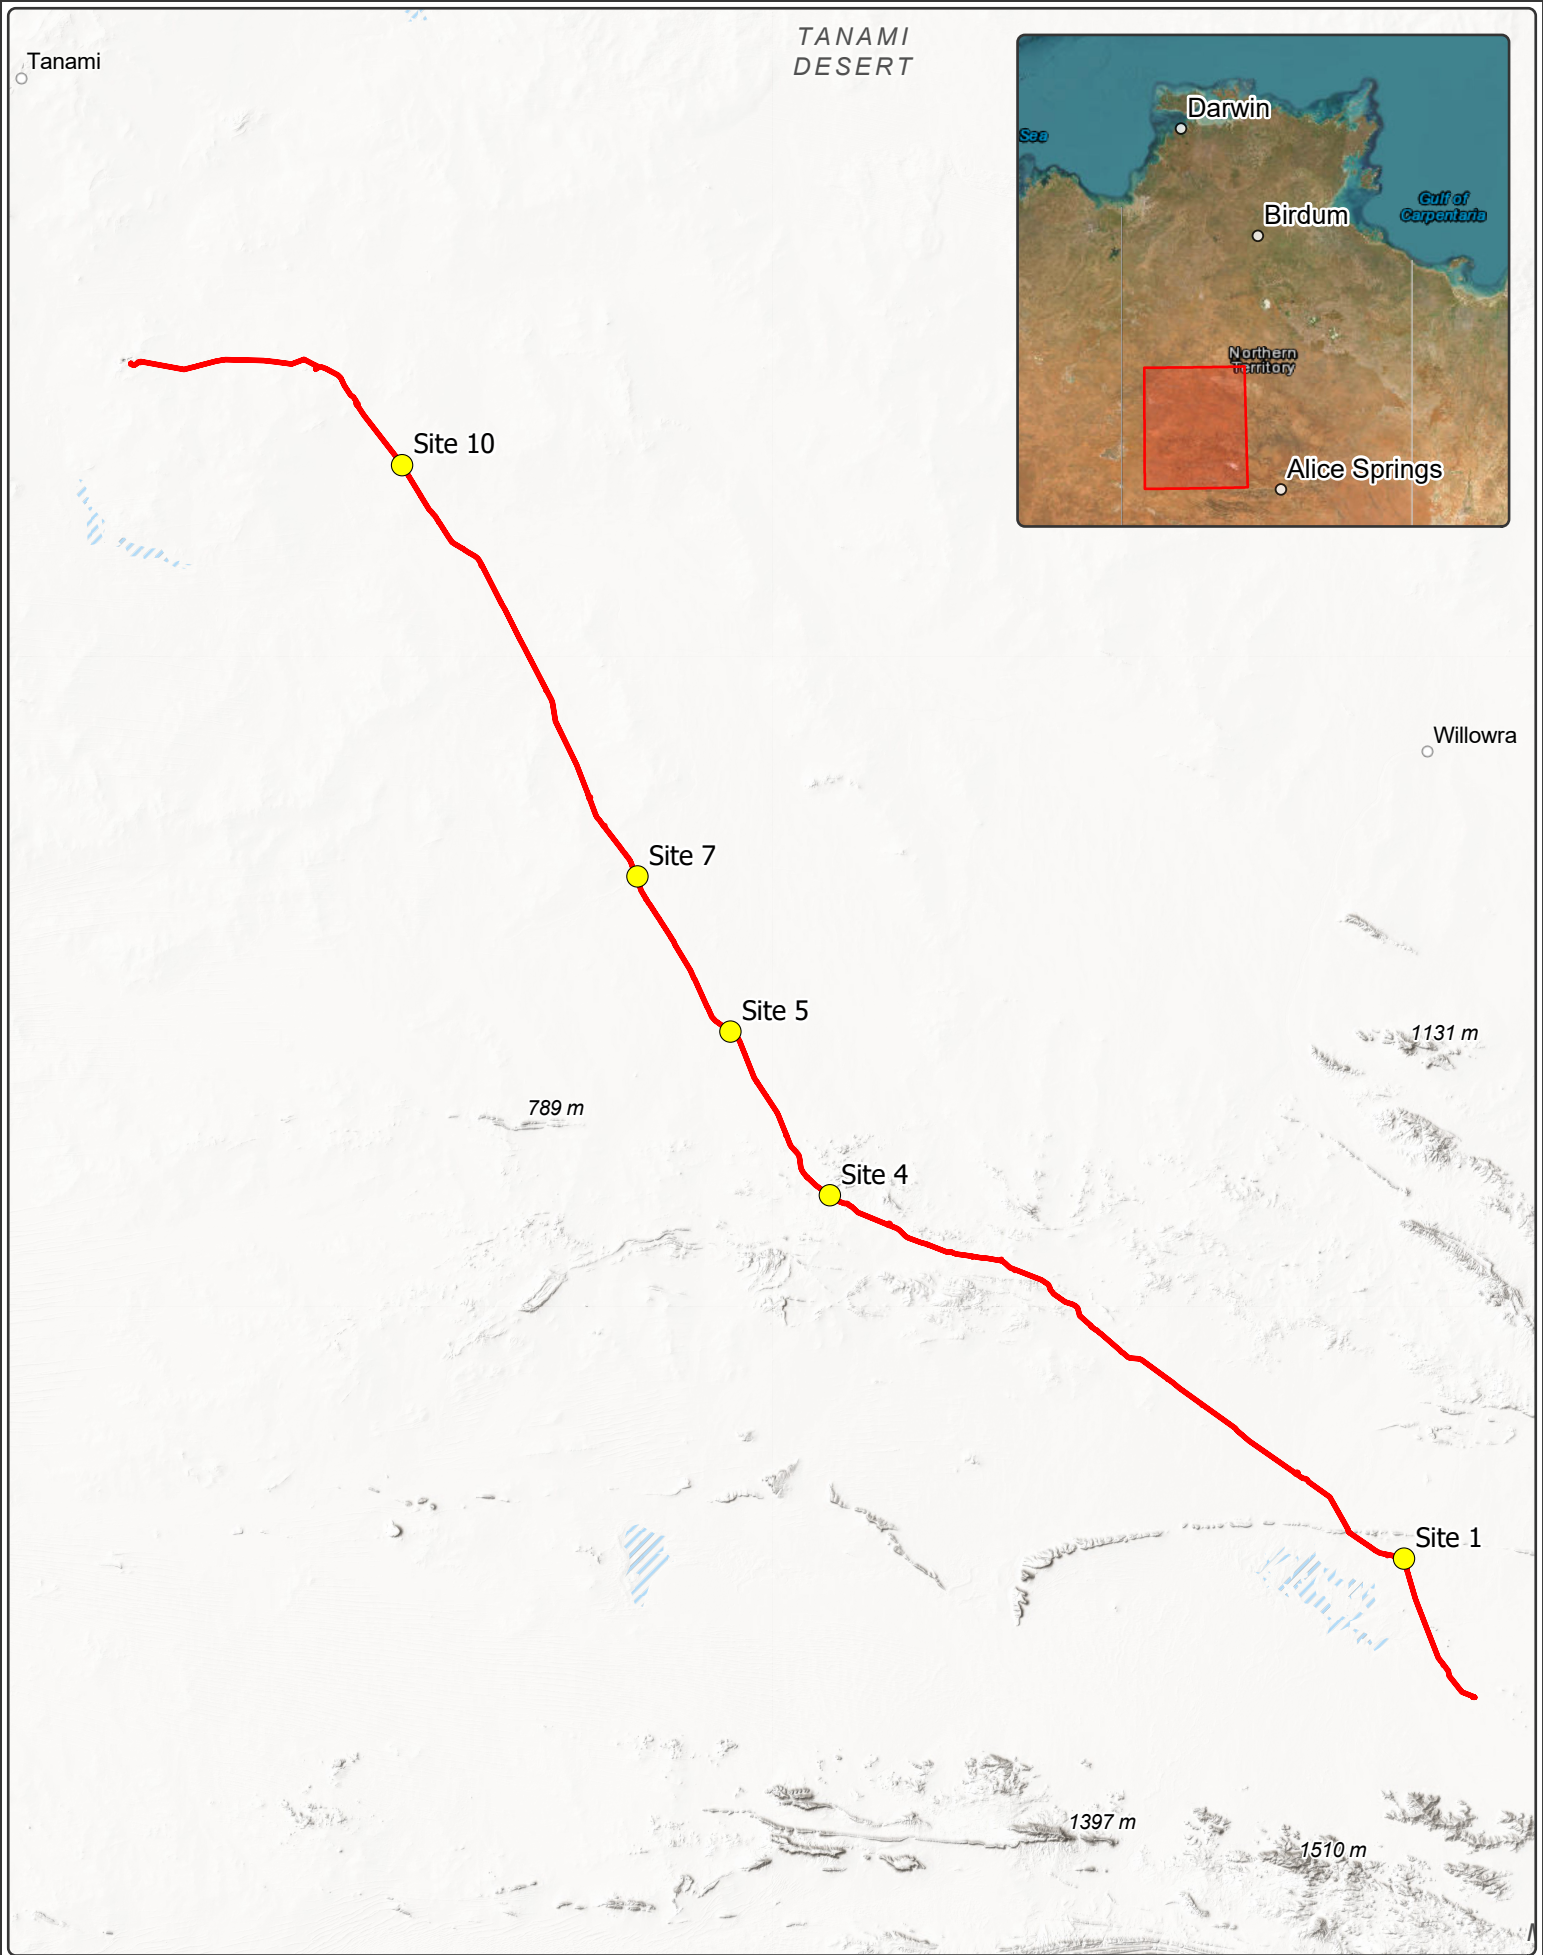 TANAMI
DESERT
Tanami
Darwin
Sea
Gulf of
Carpentaria
Birdum
Northern
Territory
Alice Springs
Site 10
Willowra
Site 7
Site 5
1131 m
789 m
Site 4
Site 1
1397 m
1510 m